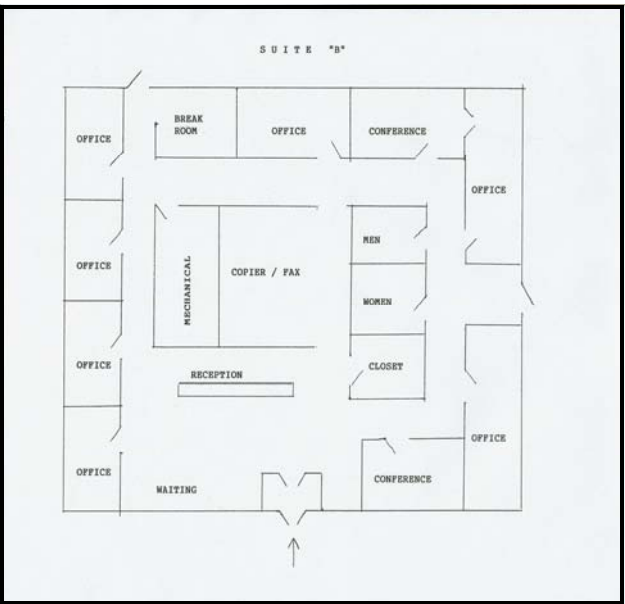 SUITE "B"
BREAK
ROOM
OFFICE
OFFICE
CONFERENCE
OFFICE
MEN
OFFICE
MECHANICAL
COPIER / FAX
WOMEN
OFFICE
RECEPTION
CLOSET
OFFICE
OFFICE
WAITING
CONFERENCE